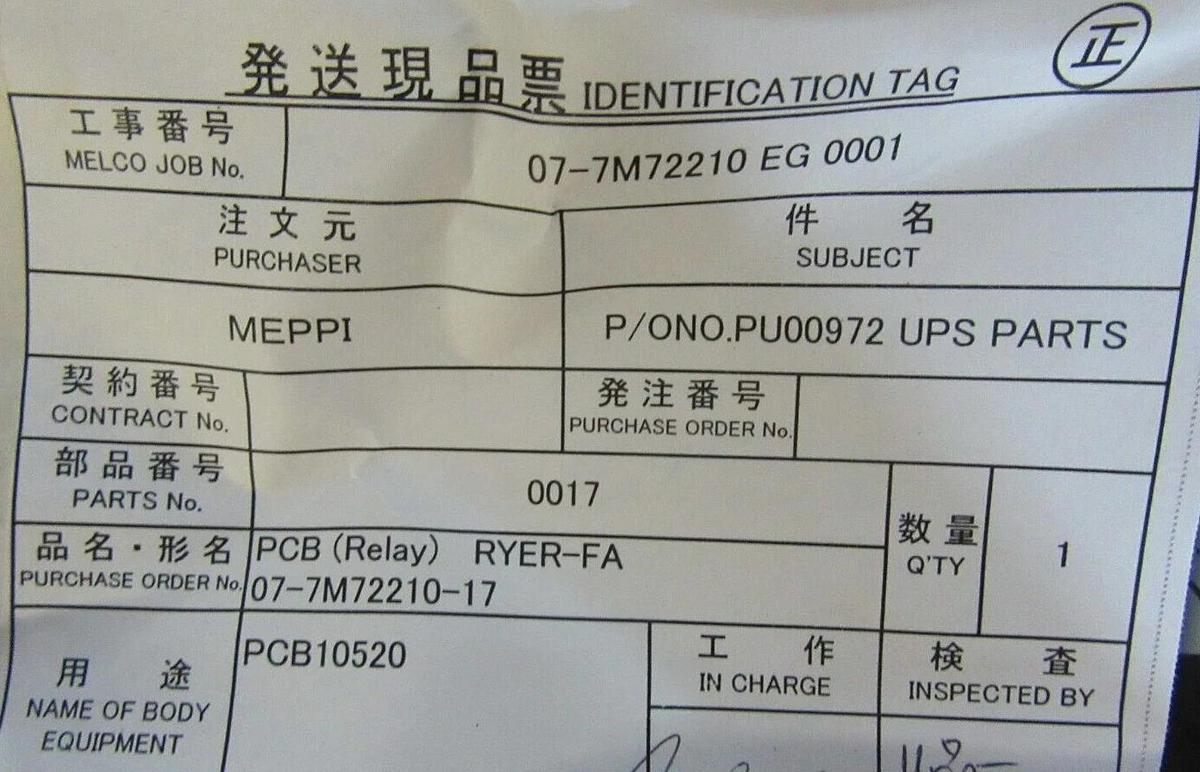 発送現品票 IDENTIFICATION TAG
正
工事番号
MELCO JOB No.
07-7M72210 EG 0001
注文元
PURCHASER
件名
SUBJECT
MEPPI
P/ONO.PU00972 UPS PARTS
契約番号
CONTRACT No.
発注番号
PURCHASE ORDER No.
部品番号
PARTS No.
0017
数量
Q'TY
1
品名・形名
PURCHASE ORDER No.
PCB (Relay) RYER-FA
07-7M72210-17
用途
NAME OF BODY
EQUIPMENT
PCB10520
工作
IN CHARGE
検査
INSPECTED BY